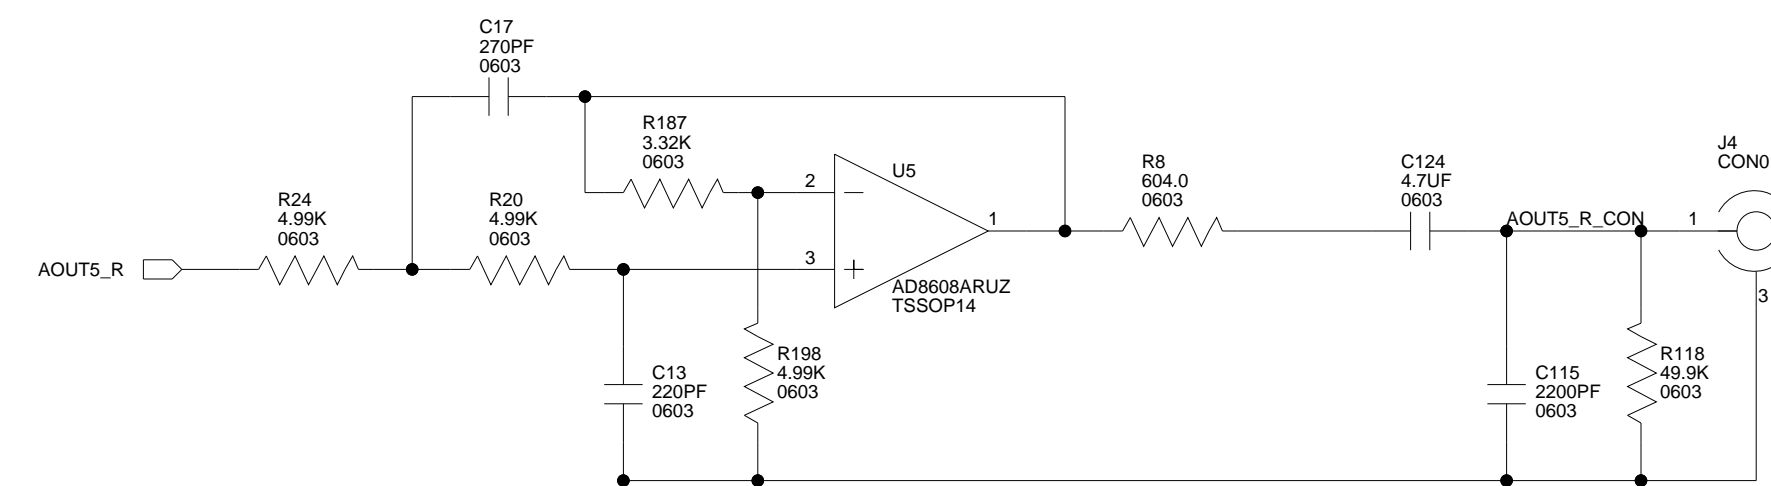 C17
270PF
0603
R187
3.32K
0603
J4
CON0
U5
2
R8
604.0
0603
C124
4.7UF
0603
R24
4.99K
0603
R20
4.99K
0603
1
AOUT5_R_CON
1
AOUT5_R
3
AD8608ARUZ
TSSOP14
3
R198
4.99K
0603
C13
220PF
0603
C115
2200PF
0603
R118
49.9K
0603